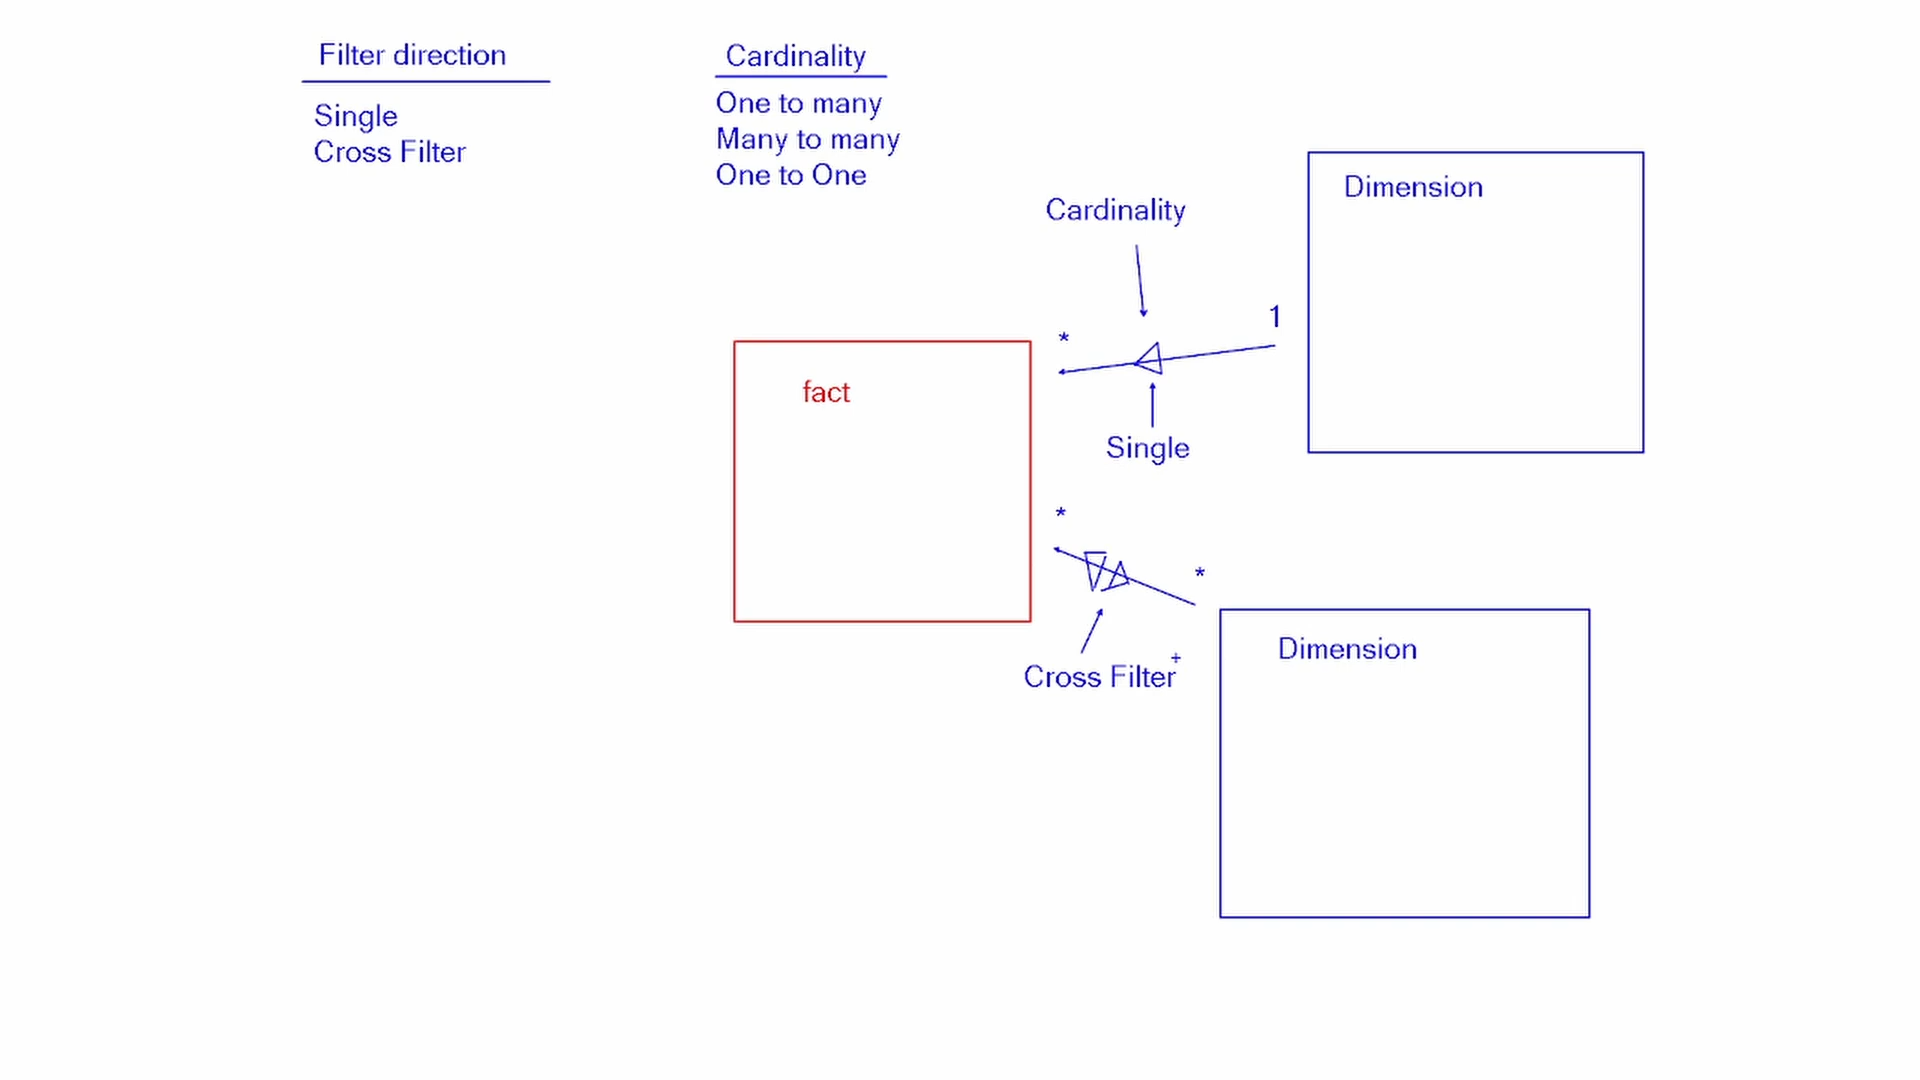 Filter direction
Single
Cross Filter
Cardinality
One to many
Many to many
One to One
Cardinality
Dimension
1
*
fact
Single
*
*
Cross Filter
Dimension